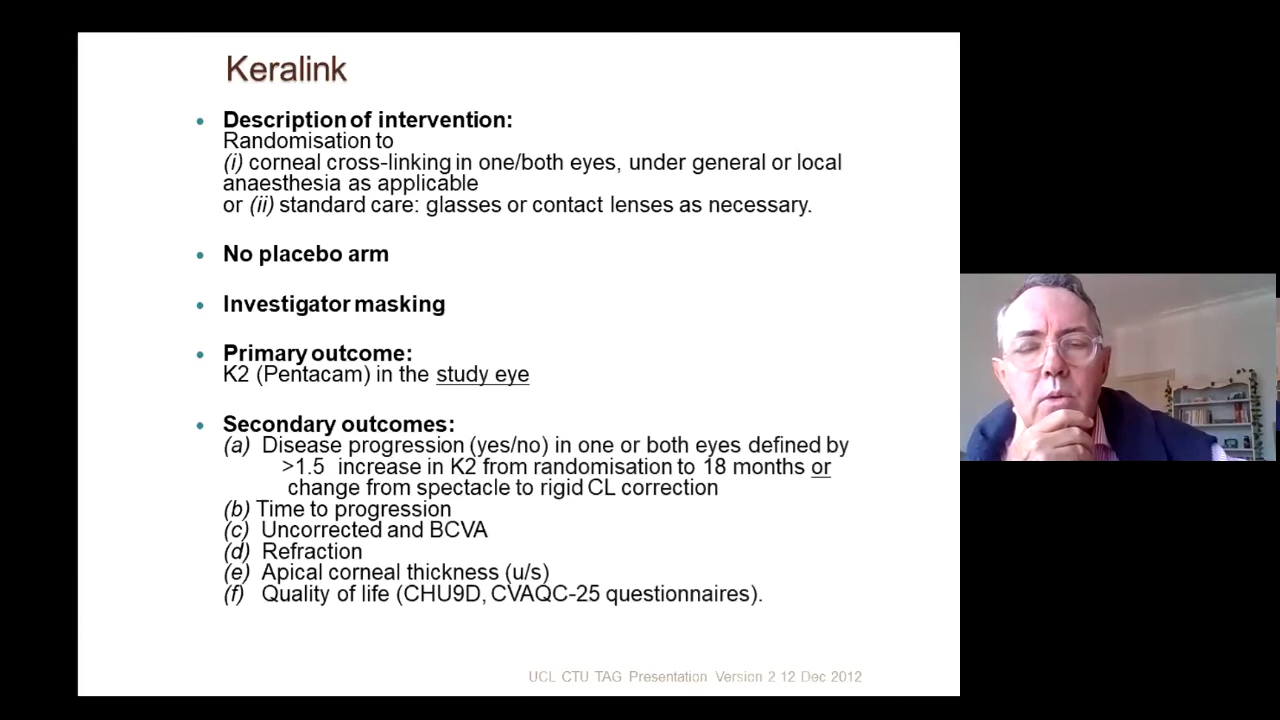 Keralink
Description of intervention:
Randomisation to
(i) corneal cross-linking in one/both eyes, under general or local
anaesthesia as applicable
or (ii) standard care: glasses or contact lenses as necessary.
No placebo arm
Investigator masking
Primary outcome:
K2 (Pentacam) in the study eye
Secondary outcomes:
(a) Disease progression (yes/no) in one or both eyes defined by
>1.5 increase in K2 from randomisation to 18 months or
change from spectacle to rigid CL correction
(b) Time to progression
(c) Uncorrected and BCVA
(d) Refraction
(e) Apical corneal thickness (u/s)
(f) Quality of life (CHU9D, CVAQC-25 questionnaires).
UCL CTU TAG Presentation Version 2 12 Dec 2012